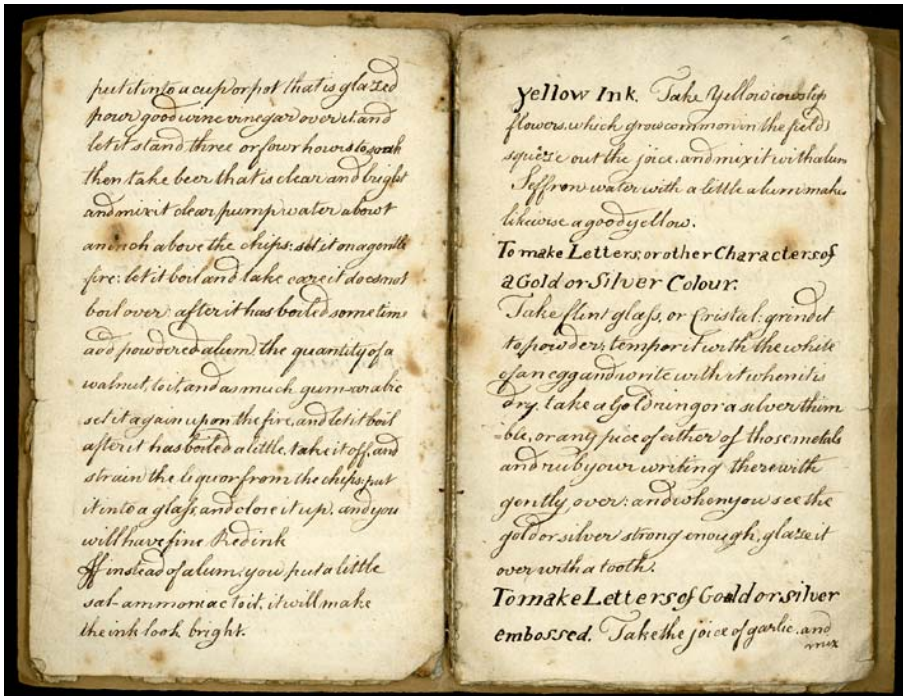 put it into a cup or pot that is glazed
pour good wine vinegar over it. and
let it stand three or fowr hours to soak
then take beer that is clear and bright
and mix it clear pump water abowt
an inch above the chips: set it on a gentle
fire: let it boil and take care it does not
boil over after it has boiled some time
add powdered alum, the quantity of a
walnut, to it, and as much gum-arabic
set it again upon the fire, and let it boil
after it has boiled a little, take it off, and
strain the liquor from the chips: put
it into a glass, and close it up, and you
will have fine Red ink
If instead of alum, you put a little
sal-ammoniac to it, it will make
the ink look bright.
Yellow Ink. Take Yellow cowslip
flowers, which grow common in the fields
squeze out the joice, and mix it with alum
Seffron water with a little alum makes
likewise a good yellow.
To make Letters, or other Characters of
a Gold or Silver Colour.
Take flint glass, or Cristal: grind it
to powder, temper it with the white
of an egg and write with it when it is
dry. take a Gold ring or a silver thim
=ble, or any piece of either of those metals
and rub your writing therewith
gently over: and when you see the
gold or silver strong enough, glaze it
over with a tooth.
To make Letters of Goald or silver
embossed. Take the joice of garlic, and
mix